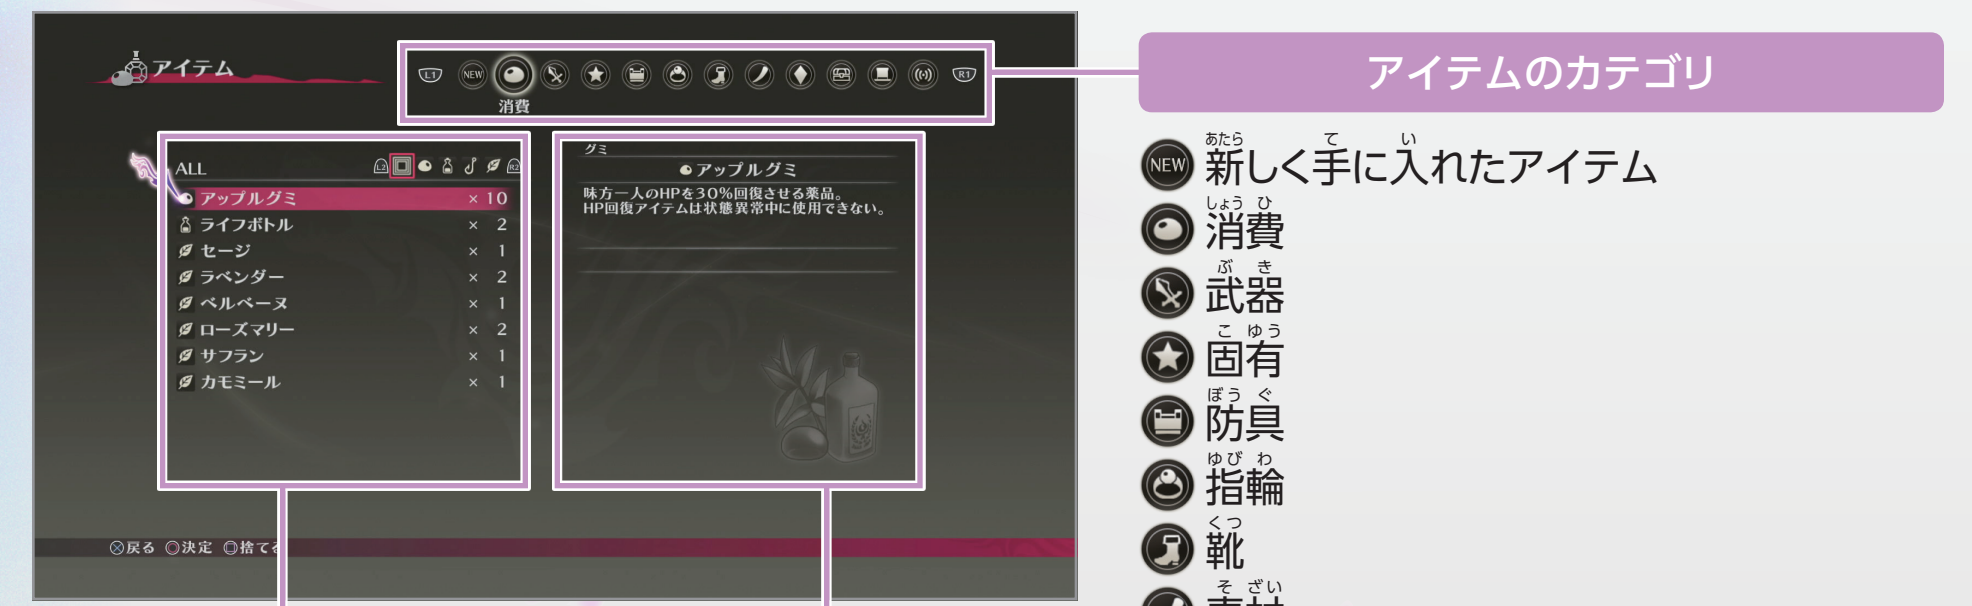 アイテム
L1
NEW
R1
消費
ALL
L2
R2
アップルグミ × 10
ライフボトル × 2
セージ × 1
ラベンダー × 2
ベルベーヌ × 1
ローズマリー × 2
サフラン × 1
カモミール × 1
グミ
アップルグミ
味方一人のHPを30%回復させる薬品。
HP回復アイテムは状態異常中に使用できない。
戻る 決定 捨てる
アイテムのカテゴリ
あたら て い
NEW 新しく手に入れたアイテム
しょう ひ
消費
ぶ き
武器
こ ゆう
固有
ぼう ぐ
防具
ゆび わ
指輪
くつ
靴
そ ざい
素材